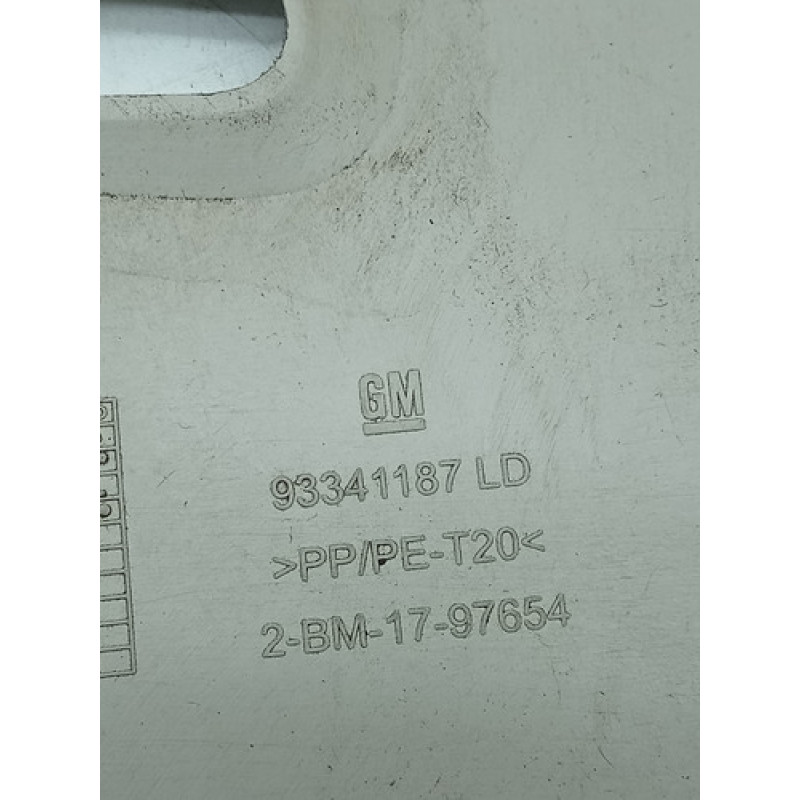 GM
93341187 LD
>PP/PE-T20<
2-BM-17-97654